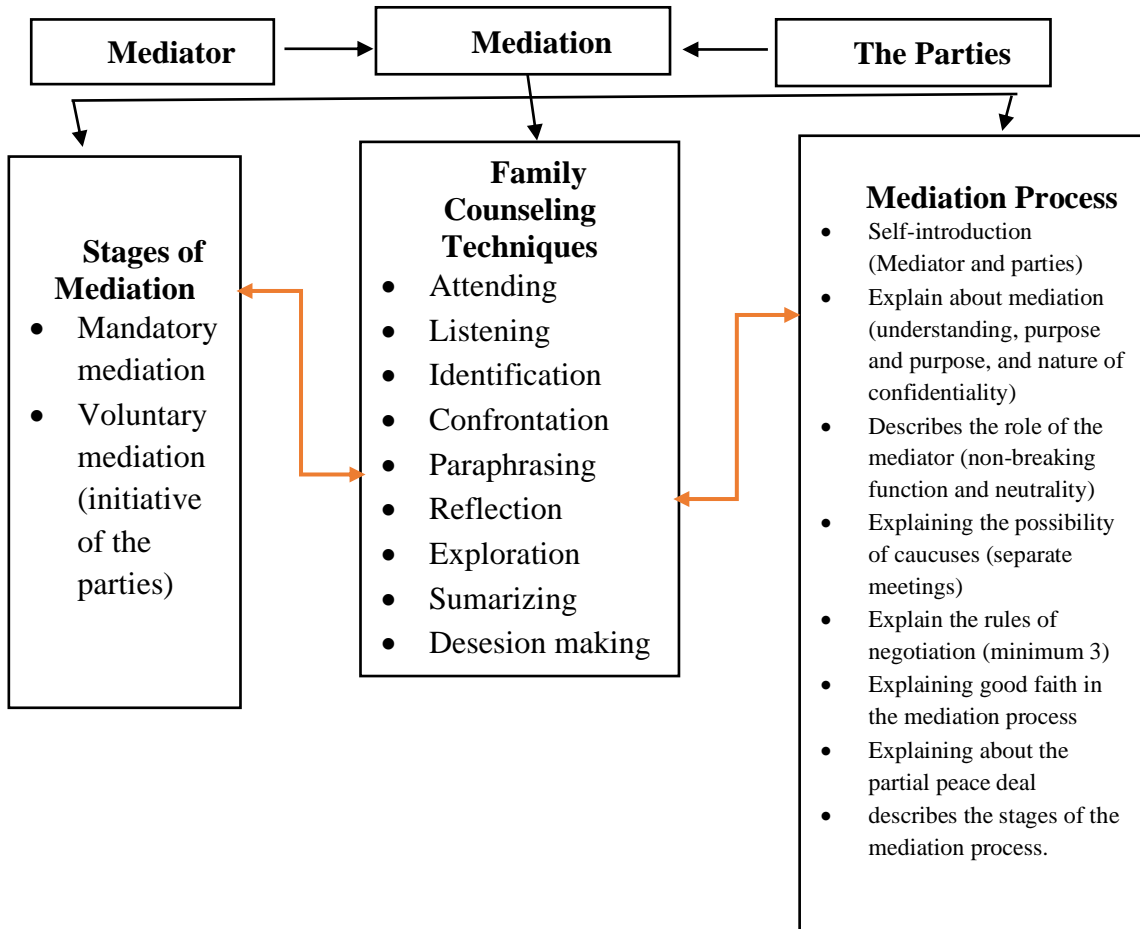 Mediator
Mediation
The Parties
Stages of
Mediation
• Mandatory
mediation
• Voluntary
mediation
(initiative
of the
parties)
Family
Counseling
Techniques
• Attending
• Listening
• Identification
• Confrontation
• Paraphrasing
• Reflection
• Exploration
• Sumarizing
• Desesion making
Mediation Process
• Self-introduction
(Mediator and parties)
• Explain about mediation
(understanding, purpose
and purpose, and nature of
confidentiality)
• Describes the role of the
mediator (non-breaking
function and neutrality)
• Explaining the possibility
of caucuses (separate
meetings)
• Explain the rules of
negotiation (minimum 3)
• Explaining good faith in
the mediation process
• Explaining about the
partial peace deal
• describes the stages of the
mediation process.